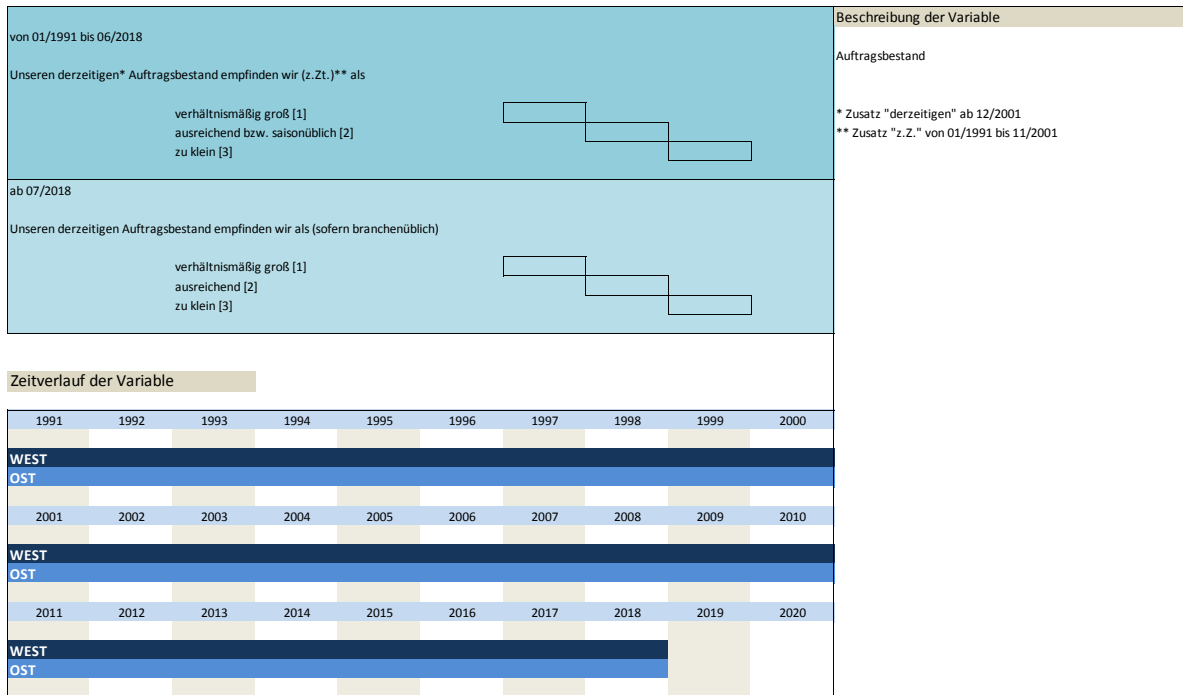 von 01/1991 bis 06/2018
Unseren derzeitigen* Auftragsbestand empfinden wir (z.Zt.)** als
verhältnismäßig groß [1]
ausreichend bzw. saisonüblich [2]
zu klein [3]
ab 07/2018
Unseren derzeitigen Auftragsbestand empfinden wir als (sofern branchenüblich)
verhältnismäßig groß [1]
ausreichend [2]
zu klein [3]
Beschreibung der Variable
Auftragsbestand
* Zusatz "derzeitigen" ab 12/2001
** Zusatz "z.Z." von 01/1991 bis 11/2001
Zeitverlauf der Variable
1991 1992 1993 1994 1995 1996 1997 1998 1999 2000
WEST
OST
2001 2002 2003 2004 2005 2006 2007 2008 2009 2010
WEST
OST
2011 2012 2013 2014 2015 2016 2017 2018 2019 2020
WEST
OST